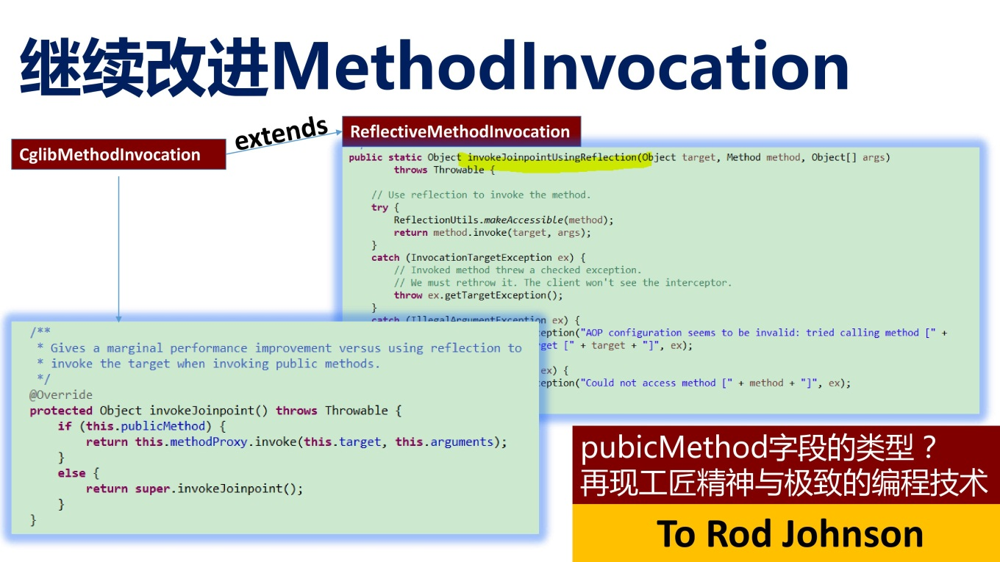 继续改进MethodInvocation
extends
ReflectiveMethodInvocation
CglibMethodInvocation
public static Object invokeJoinpointUsingReflection(Object target, Method method, Object[] args)
throws Throwable {
// Use reflection to invoke the method.
try {
ReflectionUtils.makeAccessible(method);
return method.invoke(target, args);
}
catch (InvocationTargetException ex) {
// Invoked method threw a checked exception.
// We must rethrow it. The client won't see the interceptor.
throw ex.getTargetException();
}
catch (IllegalArgumentException ex) {
eption("AOP configuration seems to be invalid: tried calling method [" +
get [" + target + "]", ex);
ex) {
eption("Could not access method [" + method + "]", ex);
/**
* Gives a marginal performance improvement versus using reflection to
* invoke the target when invoking public methods.
*/
@Override
protected Object invokeJoinpoint() throws Throwable {
if (this.publicMethod) {
return this.methodProxy.invoke(this.target, this.arguments);
}
else {
return super.invokeJoinpoint();
}
}
pubicMethod字段的类型？
再现工匠精神与极致的编程技术
To Rod Johnson